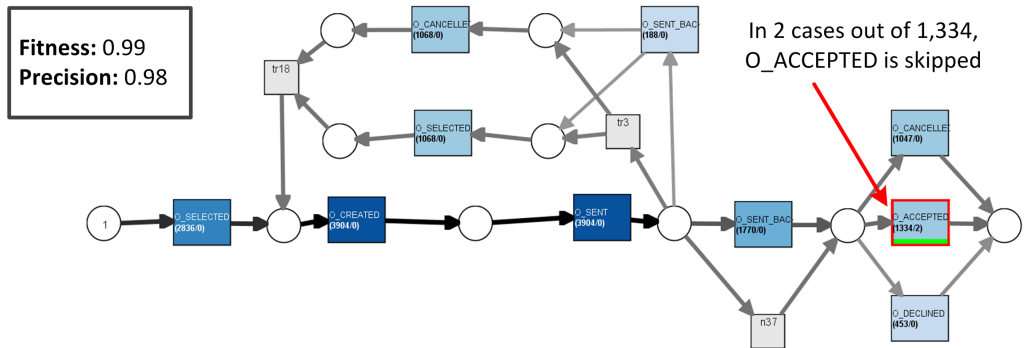 Fitness: 0.99
Precision: 0.98
O_CANCELLE
(1068/0)
O_SENT_BAC
(188/0)
In 2 cases out of 1,334,
O_ACCEPTED is skipped
tr18
O_SELECTED
(1068/0)
tr3
O_CANCELLE
(1047/0)
1
O_SELECTED
(2836/0)
O_CREATED
(3904/0)
O_SENT
(3904/0)
O_SENT_BAC
(1770/0)
O_ACCEPTED
(1334/2)
n37
O_DECLINED
(453/0)